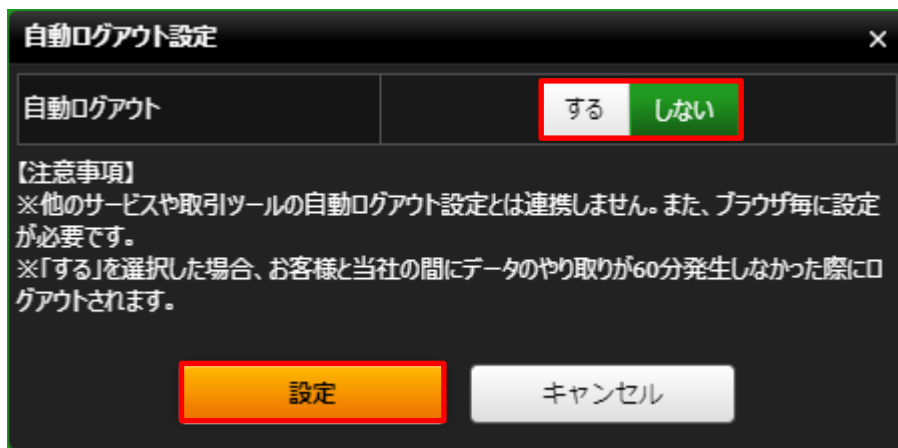 自動ログアウト設定 ×
自動ログアウト する しない
【注意事項】
※他のサービスや取引ツールの自動ログアウト設定とは連携しません。また、ブラウザ毎に設定
が必要です。
※「する」を選択した場合、お客様と当社の間にデータのやり取りが60分発生しなかった際にロ
グアウトされます。
設定 キャンセル